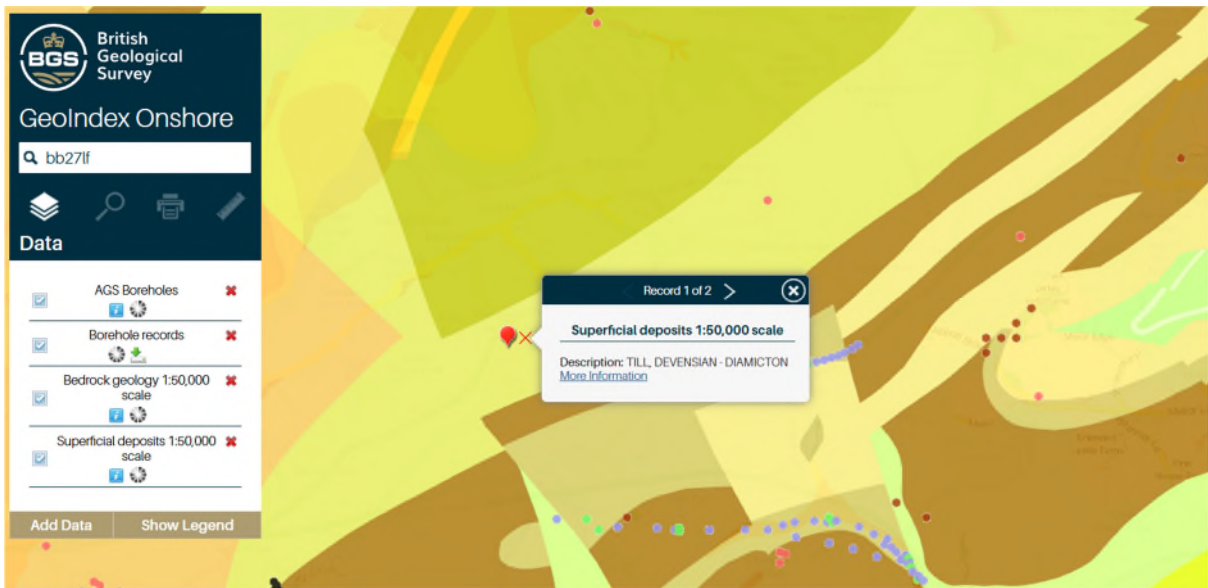 BGS
British
Geological
Survey
GeoIndex Onshore
bb27lf
Data
AGS Boreholes
Borehole records
Bedrock geology 1:50,000
scale
Superficial deposits 1:50,000
scale
Add Data
Show Legend
Record 1 of 2
Superficial deposits 1:50,000 scale
Description: TILL, DEVENSIAN - DIAMICTON
More Information